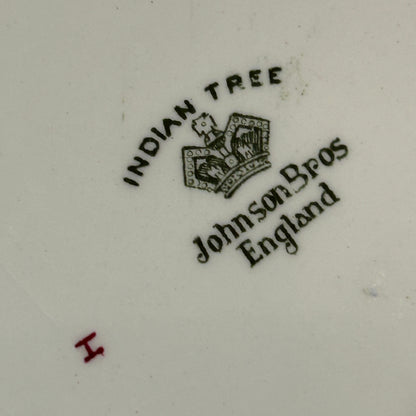 INDIAN TREE
Johnson Bros
England
I